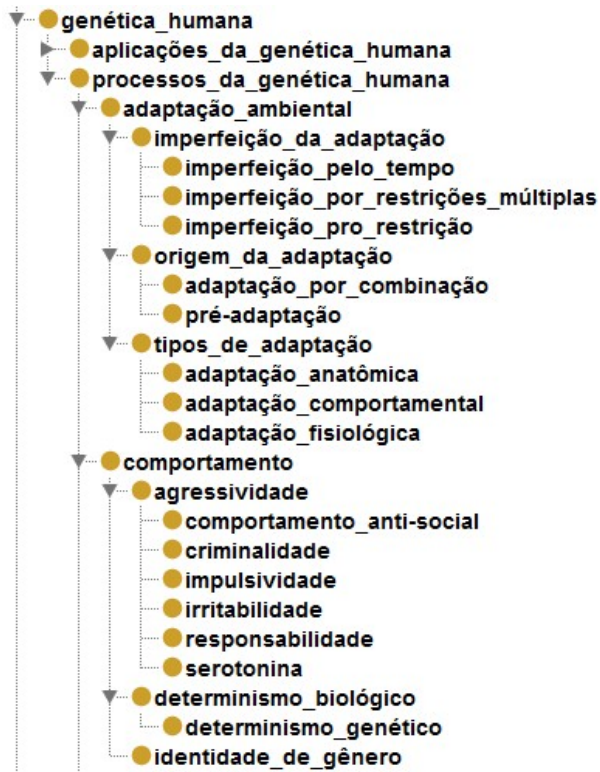 genética_humana
aplicações_da_genética_humana
processos_da_genética_humana
adaptação_ambiental
imperfeição_da_adaptação
imperfeição_pelo_tempo
imperfeição_por_restrições_múltiplas
imperfeição_pro_restrição
origem_da_adaptação
adaptação_por_combinação
pré-adaptação
tipos_de_adaptação
adaptação_anatômica
adaptação_comportamental
adaptação_fisiológica
comportamento
agressividade
comportamento_anti-social
criminalidade
impulsividade
irritabilidade
responsabilidade
serotonina
determinismo_biológico
determinismo_genético
identidade_de_gênero